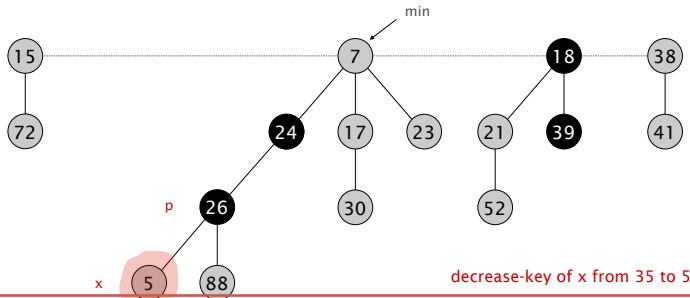 min
15 7 18 38
72 24 17 23 21 39 41
p 26 30 52
x 5 88
decrease-key of x from 35 to 5